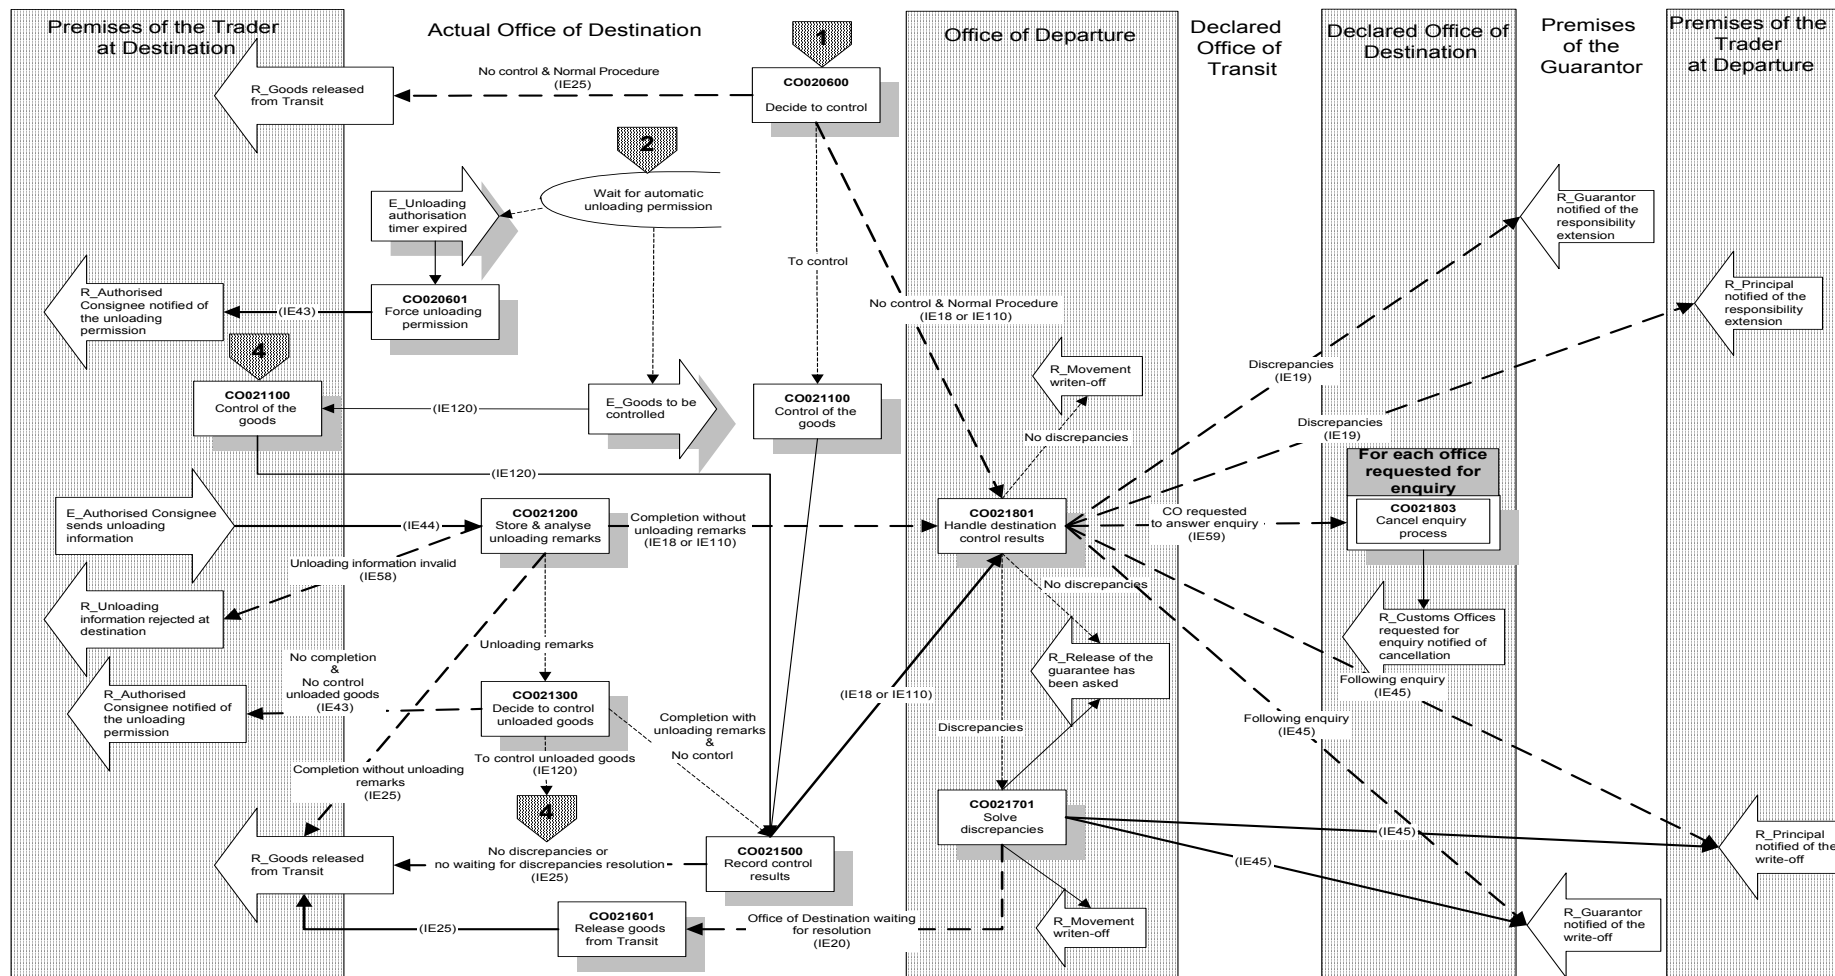 Premises of the Trader
at Destination
Actual Office of Destination
Office of Departure
Declared
Office of
Transit
Declared Office of
Destination
Premises
of the
Guarantor
Premises of the
Trader
at Departure
1
No control & Normal Procedure
(IE25)
CO020600
Decide to control
R_Goods released
from Transit
2
Wait for automatic
unloading permission
E_Unloading
authorisation
timer expired
To control
R_Guarantor
notified of the
responsibility
extension
R_Authorised
Consignee notified of
the unloading
permission
(IE43)
CO020601
Force unloading
permission
No control & Normal Procedure
(IE18 or IE110)
R_Principal
notified of the
responsibility
extension
4
CO021100
Control of the
goods
(IE120)
E_Goods to be
controlled
CO021100
Control of the
goods
R_Movement
writen-off
Discrepancies
(IE19)
Discrepancies
(IE19)
No discrepancies
(IE120)
For each office
requested for
enquiry
E_Authorised Consignee
sends unloading
information
(IE44)
CO021200
Store & analyse
unloading remarks
Completion without
unloading remarks
(IE18 or IE110)
CO021801
Handle destination
control results
CO requested
to answer enquiry
(IE59)
CO021803
Cancel enquiry
process
Unloading information invalid
(IE58)
No discrepancies
R_Unloading
information rejected at
destination
Unloading remarks
R_Customs Offices
requested for
enquiry notified of
cancellation
No completion
&
No control
unloaded goods
(IE43)
R_Release of the
guarantee has
been asked
Following enquiry
(IE45)
R_Authorised
Consignee notified of
the unloading
permission
CO021300
Decide to control
unloaded goods
(IE18 or IE110)
Completion with
unloading remarks
&
No contorl
Discrepancies
Following enquiry
(IE45)
To control unloaded goods
(IE120)
Completion without unloading
remarks
(IE25)
4
CO021701
Solve
discrepancies
(IE45)
(IE45)
R_Principal
notified of the
write-off
R_Goods released
from Transit
No discrepancies or
no waiting for discrepancies resolution
(IE25)
CO021500
Record control
results
(IE25)
CO021601
Release goods
from Transit
Office of Destination waiting
for resolution
(IE20)
R_Movement
writen-off
R_Guarantor
notified of the
write-off